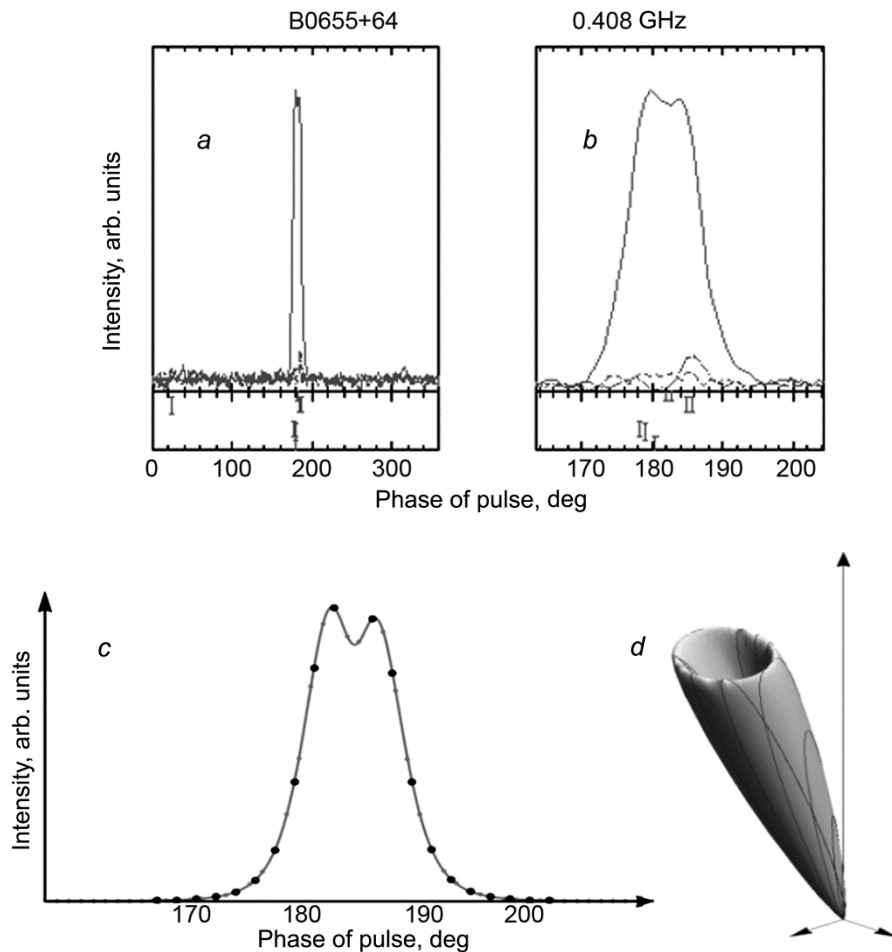 B0655+64 0.408 GHz
a b
Intensity, arb. units
0 100 200 300 170 180 190 200
Phase of pulse, deg
c d
Intensity, arb. units
170 180 190 200
Phase of pulse, deg